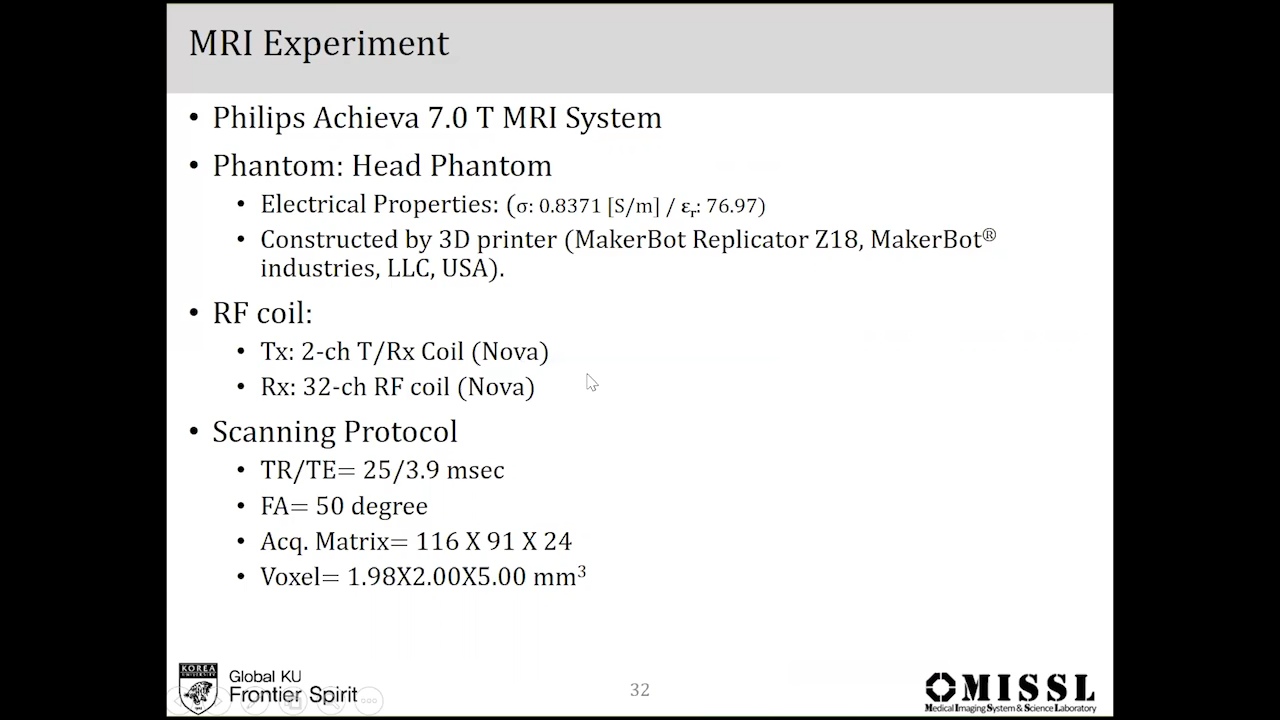 MRI Experiment
• Philips Achieva 7.0 T MRI System
• Phantom: Head Phantom
• Electrical Properties: (σ: 0.8371 [S/m] / εr: 76.97)
• Constructed by 3D printer (MakerBot Replicator Z18, MakerBot®
industries, LLC, USA).
• RF coil:
• Tx: 2-ch T/Rx Coil (Nova)
• Rx: 32-ch RF coil (Nova)
• Scanning Protocol
• TR/TE= 25/3.9 msec
• FA= 50 degree
• Acq. Matrix= 116 X 91 X 24
• Voxel= 1.98X2.00X5.00 mm³
KOREA
UNIVERSITY
Global KU
Frontier Spirit
32
MISSL
Medical Imaging System & Science Laboratory